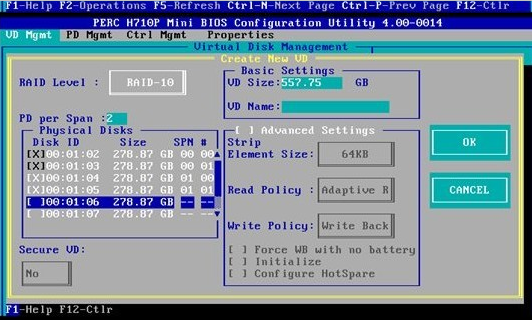 F1-Help F2-Operations F5-Refresh Ctrl-N-Next Page Ctrl-P-Prev Page F12-Ctlr
PERC H710P Mini BIOS Configuration Utility 4.00-0014
VD Mgmt PD Mgmt Ctrl Mgmt Properties
Virtual Disk Management
Create New VD
RAID Level : RAID-10
PD per Span :2
Physical Disks
Disk ID Size SPN #
[X]00:01:02 278.87 GB 00 00
[X]00:01:03 278.87 GB 00 01
[X]00:01:04 278.87 GB 01 00
[X]00:01:05 278.87 GB 01 01
[ ]00:01:06 278.87 GB -- --
[ ]00:01:07 278.87 GB -- --
Secure VD:
No
Basic Settings
VD Size:557.75 GB
VD Name:
[ ] Advanced Settings
Strip
Element Size: 64KB
Read Policy : Adaptive R
Write Policy: Write Back
[ ] Force WB with no battery
[ ] Initialize
[ ] Configure HotSpare
OK
CANCEL
F1-Help F12-Ctlr